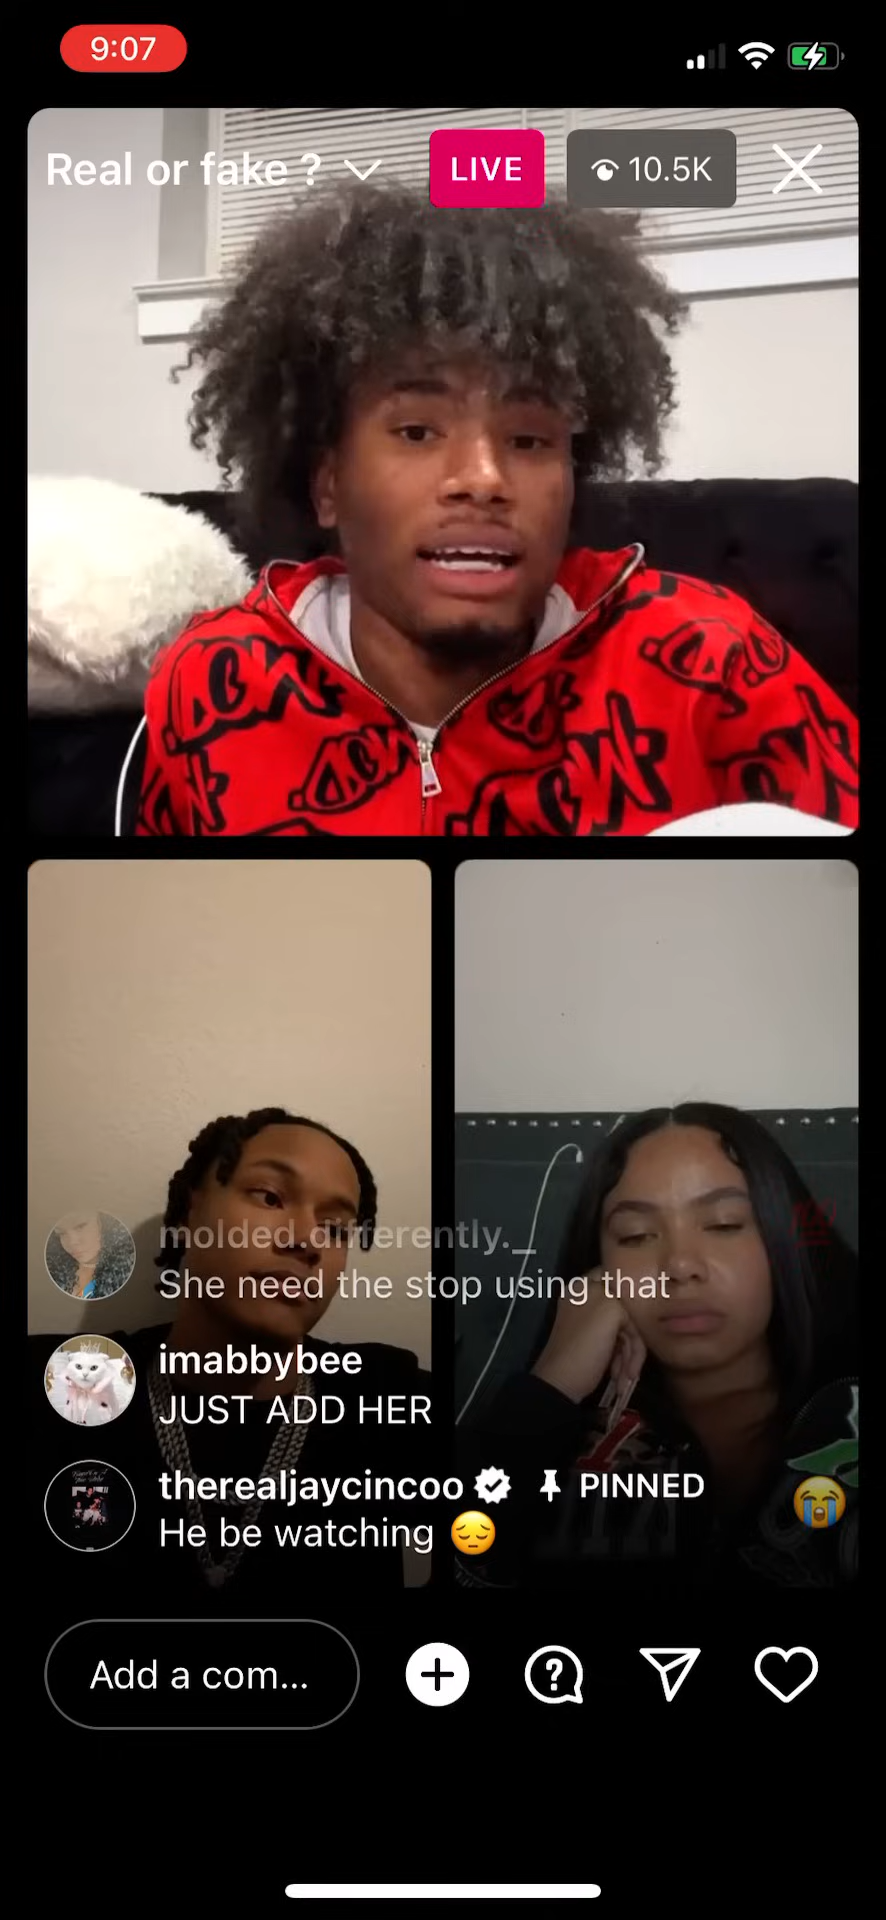 9:07
Real or fake ?
LIVE
10.5K
molded.differently._
She need the stop using that
imabbybee
JUST ADD HER
therealjaycincoo PINNED
He be watching 😔
Add a com...